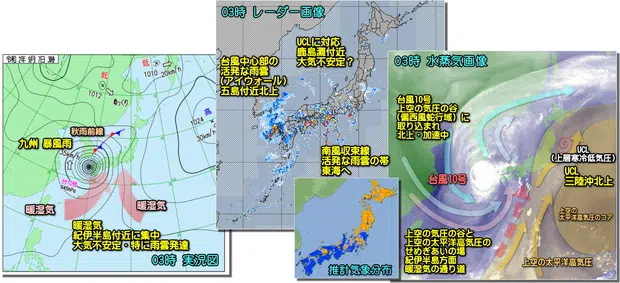 秋雨前線
九州 暴風雨
低
1010 20km/h
1012
高
1024
945hPa
暖湿気
暖湿気
暖湿気
紀伊半島付近に集中
大気不安定・特に雨雲発達
03時 実況図
03時 レーダー画像
台風中心部の
活発な雨雲
(アイウォール)
五島付近北上
UCLに対応
鹿島灘付近
大気不安定?
南風収束線
活発な雨雲の帯
東海へ
推計気象分布
03時 水蒸気画像
台風10号
上空の気圧の谷
(偏西風蛇行域)に
取り込まれ
北上・加速中
台風10号
UCL
(上層寒冷低気圧)
UCL
三陸沖北上
上空の
太平洋高気圧のコア
上空の気圧の谷と
上空の太平洋高気圧の
せめぎあいの場
紀伊半島方面
暖湿気の通り道
上空の太平洋高気圧